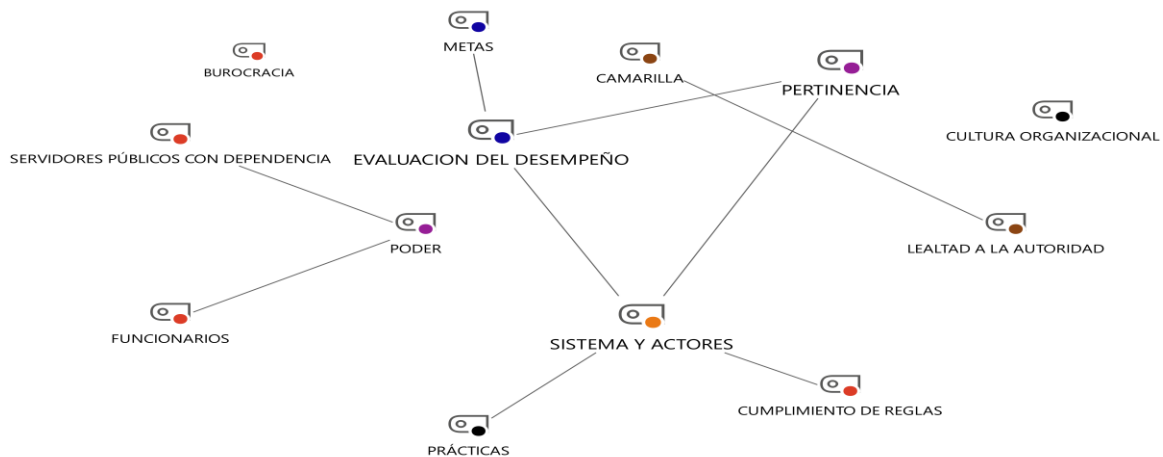 METAS
BUROCRACIA
CAMARILLA
PERTINENCIA
CULTURA ORGANIZACIONAL
SERVIDORES PÚBLICOS CON DEPENDENCIA
EVALUACION DEL DESEMPEÑO
PODER
LEALTAD A LA AUTORIDAD
FUNCIONARIOS
SISTEMA Y ACTORES
CUMPLIMIENTO DE REGLAS
PRÁCTICAS